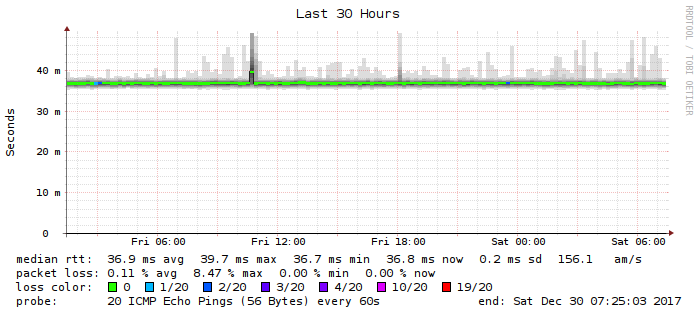 Last 30 Hours
RRDTOOL / TOBI OETIKER
Seconds
40 m
30 m
20 m
10 m
0
Fri 06:00 Fri 12:00 Fri 18:00 Sat 00:00 Sat 06:00
median rtt: 36.9 ms avg 39.7 ms max 36.7 ms min 36.8 ms now 0.2 ms sd 156.1 am/s
packet loss: 0.11 % avg 8.47 % max 0.00 % min 0.00 % now
loss color: 0 1/20 2/20 3/20 4/20 10/20 19/20
probe: 20 ICMP Echo Pings (56 Bytes) every 60s end: Sat Dec 30 07:25:03 2017